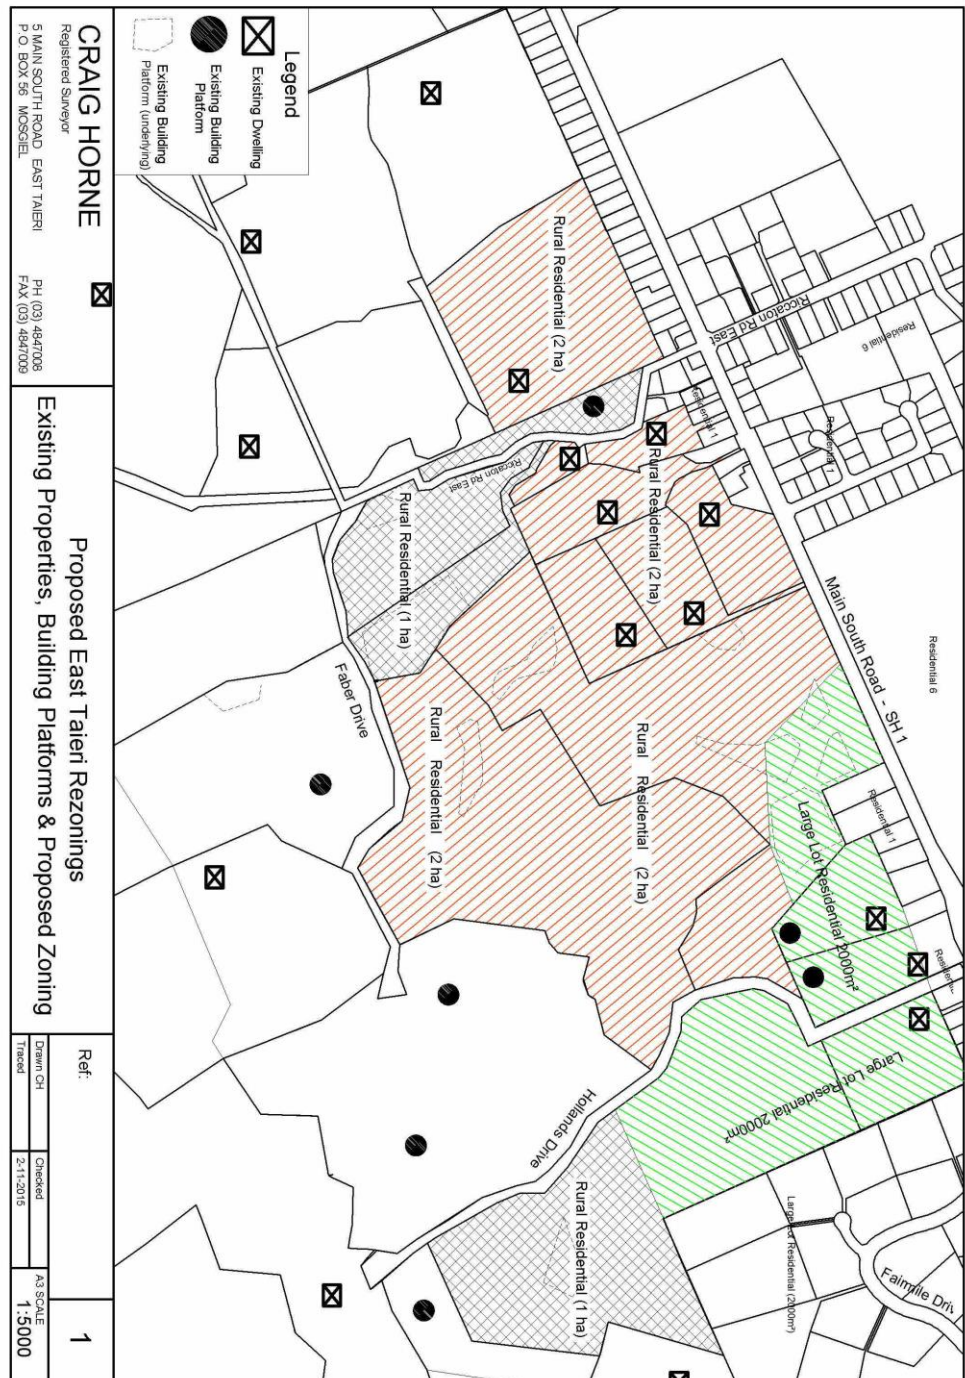 Legend
Existing Dwelling
Existing Building
Platform
Existing Building
Platform (underlying)
Rural Residential (2 ha)
Riccaton Rd East
Residential 6
Residential 1
Residential 1
Riccaton Rd East
Rural Residential (2 ha)
Rural Residential (1 ha)
Main South Road - SH 1
Residential 6
Faber Drive
Rural Residential (2 ha)
Rural Residential (2 ha)
Large Lot Residential 2000m²
Residential 1
Large Lot Residential 2000m²
Hollands Drive
Rural Residential (1 ha)
Large Lot Residential (2000m²)
CRAIG HORNE
Registered Surveyor
5 MAIN SOUTH ROAD EAST TAIERI
P.O. BOX 56 MOSGIEL
PH (03) 4847008
FAX (03) 4847009
Proposed East Taieri Rezonings
Existing Properties, Building Platforms & Proposed Zoning
Ref:
Drawn CH
Traced
Checked
2-11-2015
A3 SCALE
1:5000
1